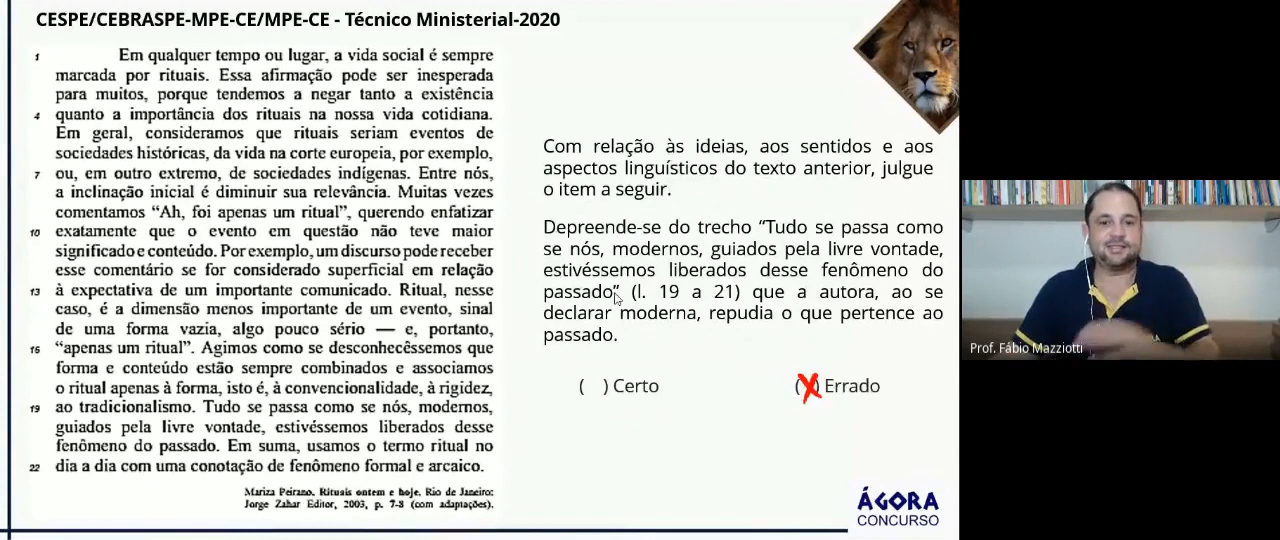 CESPE/CEBRASPE-MPE-CE/MPE-CE - Técnico Ministerial-2020
1 Em qualquer tempo ou lugar, a vida social é sempre
marcada por rituais. Essa afirmação pode ser inesperada
para muitos, porque tendemos a negar tanto a existência
4 quanto a importância dos rituais na nossa vida cotidiana.
Em geral, consideramos que rituais seriam eventos de
sociedades históricas, da vida na corte europeia, por exemplo,
7 ou, em outro extremo, de sociedades indígenas. Entre nós,
a inclinação inicial é diminuir sua relevância. Muitas vezes
comentamos “Ah, foi apenas um ritual”, querendo enfatizar
10 exatamente que o evento em questão não teve maior
significado e conteúdo. Por exemplo, um discurso pode receber
esse comentário se for considerado superficial em relação
13 à expectativa de um importante comunicado. Ritual, nesse
caso, é a dimensão menos importante de um evento, sinal
de uma forma vazia, algo pouco sério — e, portanto,
16 “apenas um ritual”. Agimos como se desconhecêssemos que
forma e conteúdo estão sempre combinados e associamos
o ritual apenas à forma, isto é, à convencionalidade, à rigidez,
19 ao tradicionalismo. Tudo se passa como se nós, modernos,
guiados pela livre vontade, estivéssemos liberados desse
fenômeno do passado. Em suma, usamos o termo ritual no
22 dia a dia com uma conotação de fenômeno formal e arcaico.
Mariza Peirano. Rituais ontem e hoje. Rio de Janeiro:
Jorge Zahar Editor, 2003, p. 7-8 (com adaptações).
Com relação às ideias, aos sentidos e aos
aspectos linguísticos do texto anterior, julgue
o item a seguir.
Depreende-se do trecho “Tudo se passa como
se nós, modernos, guiados pela livre vontade,
estivéssemos liberados desse fenômeno do
passado” (l. 19 a 21) que a autora, ao se
declarar moderna, repudia o que pertence ao
passado.
( ) Certo
(X) Errado
ÁGORA
CONCURSO
Prof. Fábio Mazziotti